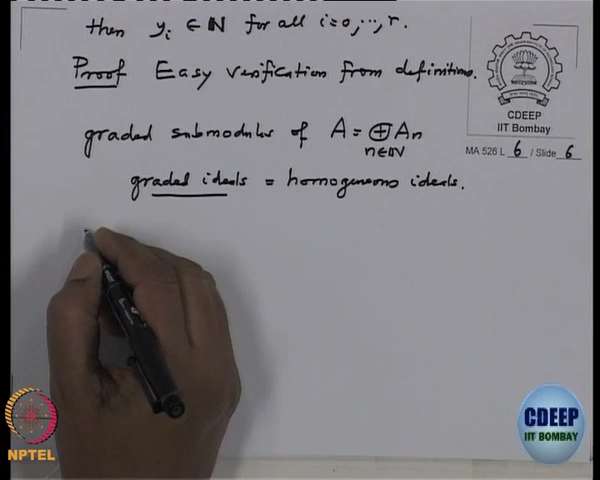 then yᵢ ∈ N for all i=0,⋯,r.
Proof Easy verification from definitions.
graded submodules of A = ⊕ Aₙ
n∈ℕ
graded ideals = homogeneous ideals.
CDEEP
IIT Bombay
MA 526 L 6 / Slide 6
NPTEL
CDEEP
IIT BOMBAY